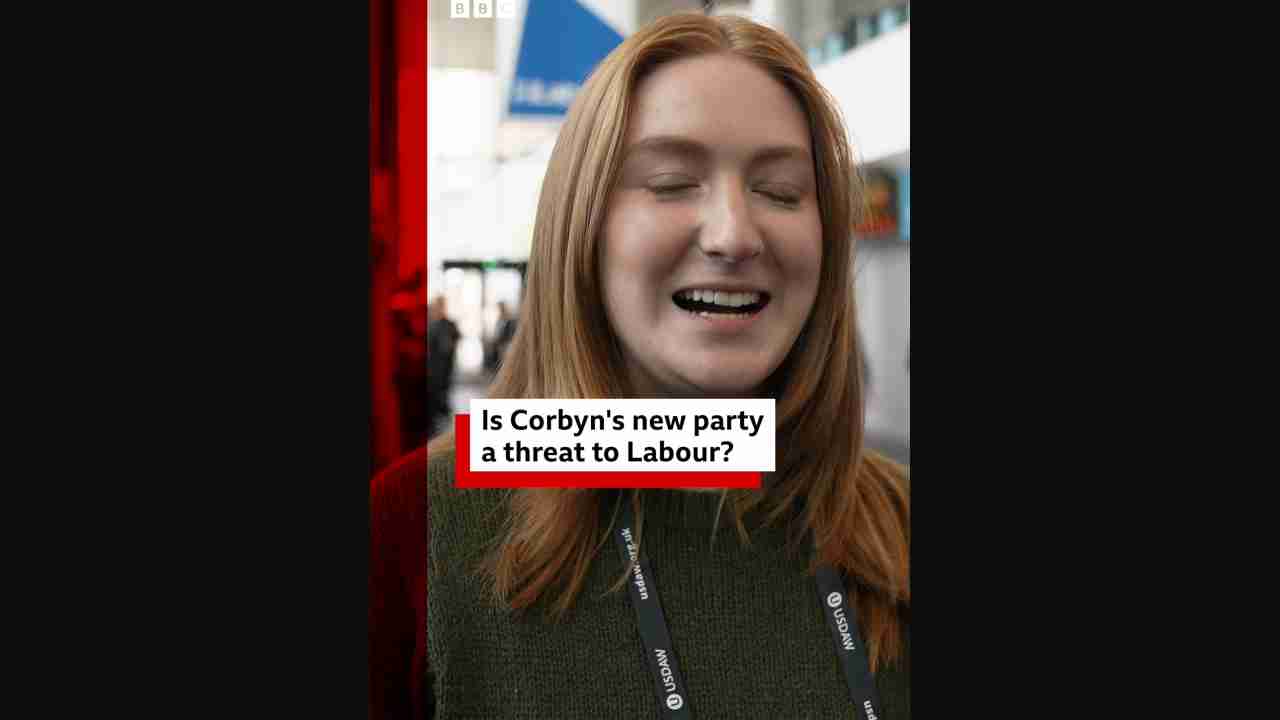 BBC
Is Corbyn's new party
a threat to Labour?
usdaw.org.uk
USDAW
USDAW